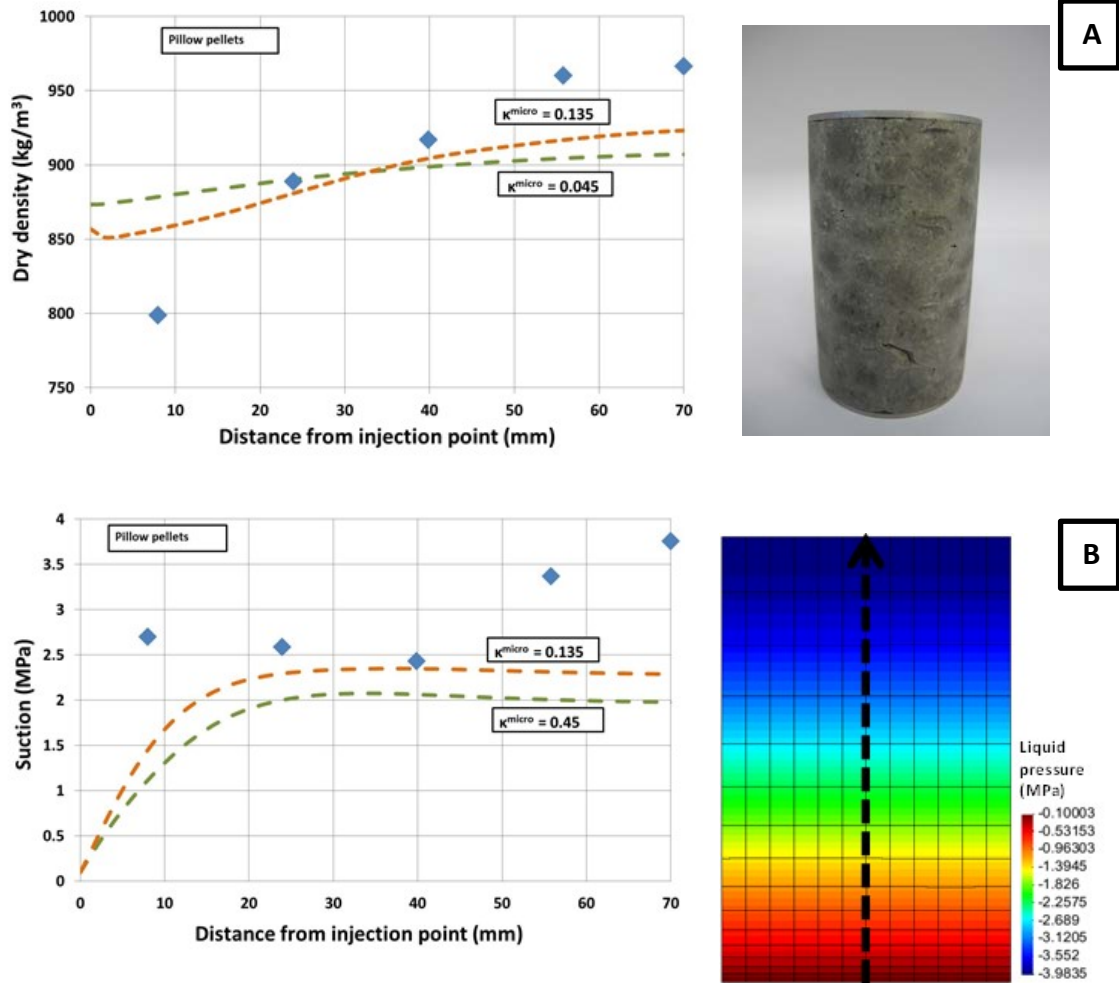 A
Pillow pellets
Dry density (kg/m³)
1000
950
900
850
800
750
κᵐⁱᶜʳᵒ = 0.135
κᵐⁱᶜʳᵒ = 0.045
0 10 20 30 40 50 60 70
Distance from injection point (mm)
B
Pillow pellets
Suction (MPa)
4
3.5
3
2.5
2
1.5
1
0.5
0
κᵐⁱᶜʳᵒ = 0.135
κᵐⁱᶜʳᵒ = 0.45
0 10 20 30 40 50 60 70
Distance from injection point (mm)
Liquid
pressure
(MPa)
-0.10003
-0.53153
-0.96303
-1.3945
-1.826
-2.2575
-2.689
-3.1205
-3.552
-3.9835